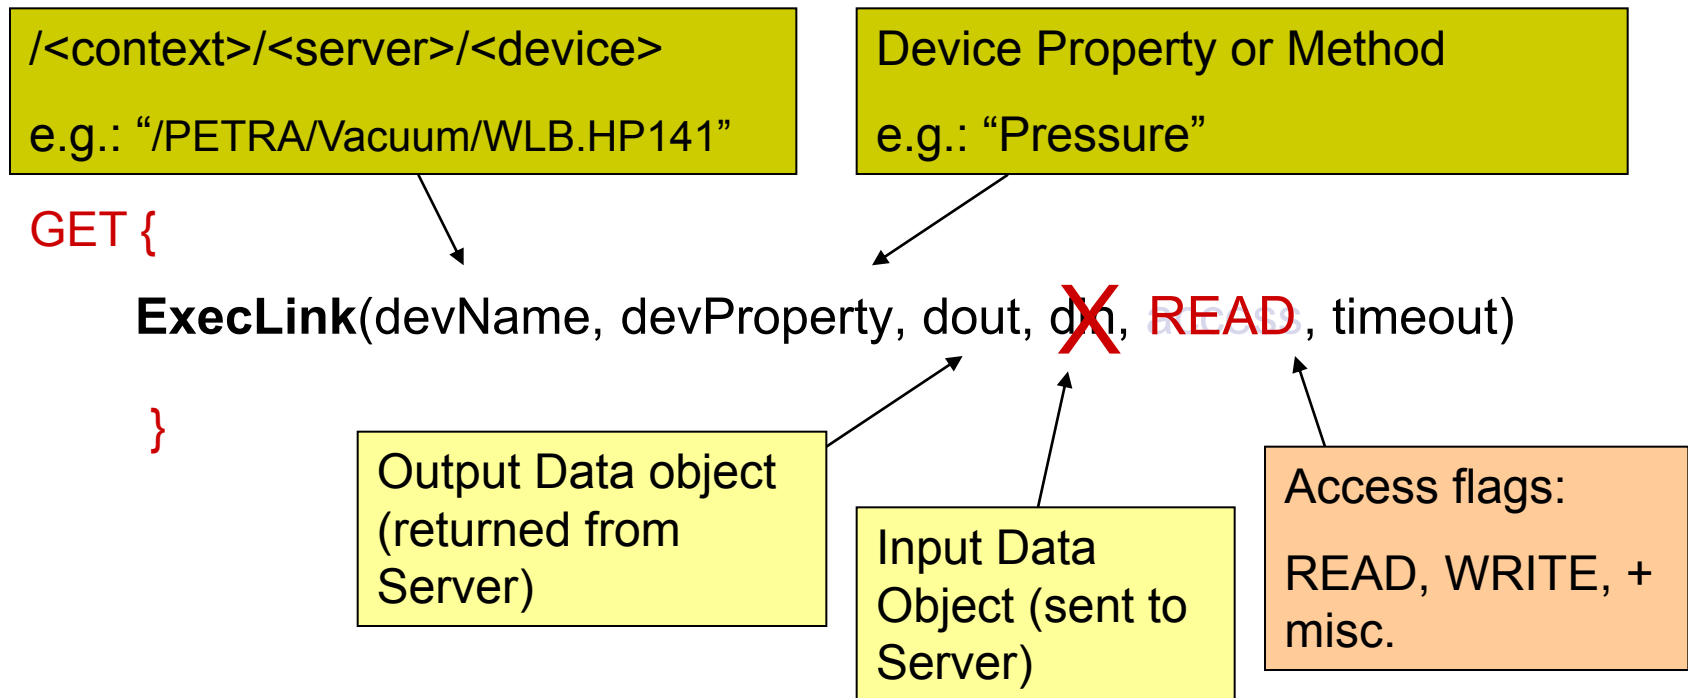 /<context>/<server>/<device>
e.g.: “/PETRA/Vacuum/WLB.HP141”
Device Property or Method
e.g.: “Pressure”
GET {
ExecLink(devName, devProperty, dout, din, READ, timeout)
X
}
Output Data object
(returned from
Server)
Input Data
Object (sent to
Server)
Access flags:
READ, WRITE, +
misc.